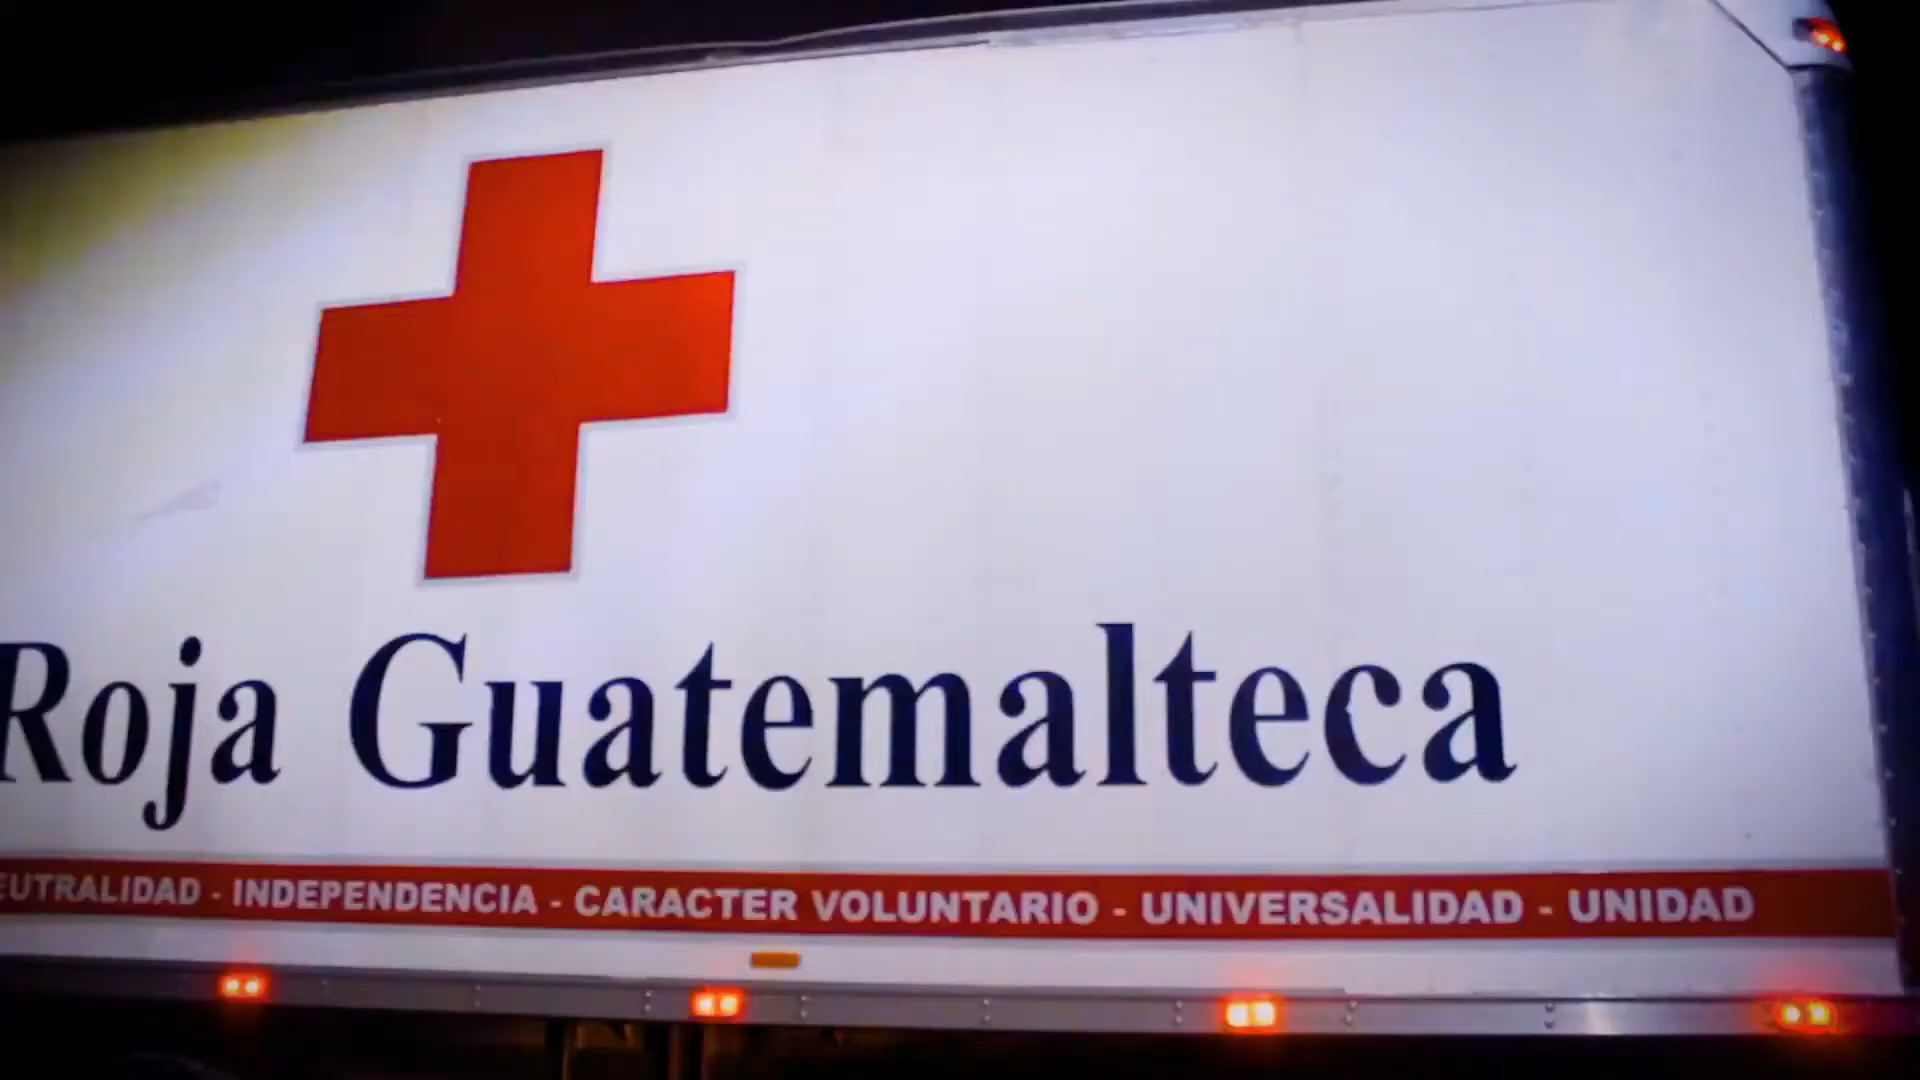 Roja Guatemalteca
EUTRALIDAD - INDEPENDENCIA - CARACTER VOLUNTARIO - UNIVERSALIDAD - UNIDAD